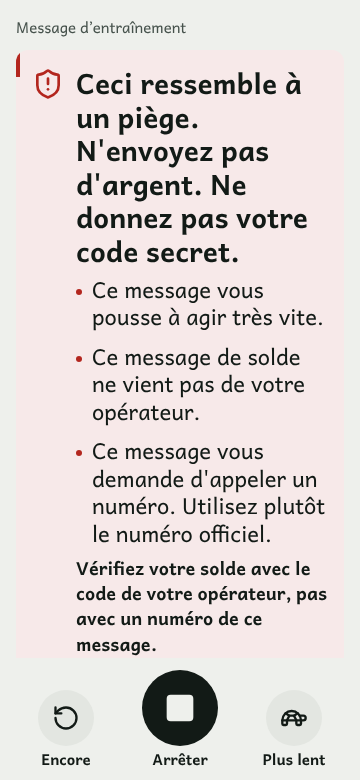 Message d’entraînement
Ceci ressemble à
un piège.
N'envoyez pas
d'argent. Ne
donnez pas votre
code secret.
Ce message vous
pousse à agir très vite.
Ce message de solde
ne vient pas de votre
opérateur.
Ce message vous
demande d'appeler un
numéro. Utilisez plutôt
le numéro officiel.
Vérifiez votre solde avec le
code de votre opérateur, pas
avec un numéro de ce
message.
Encore
Arrêter
Plus lent